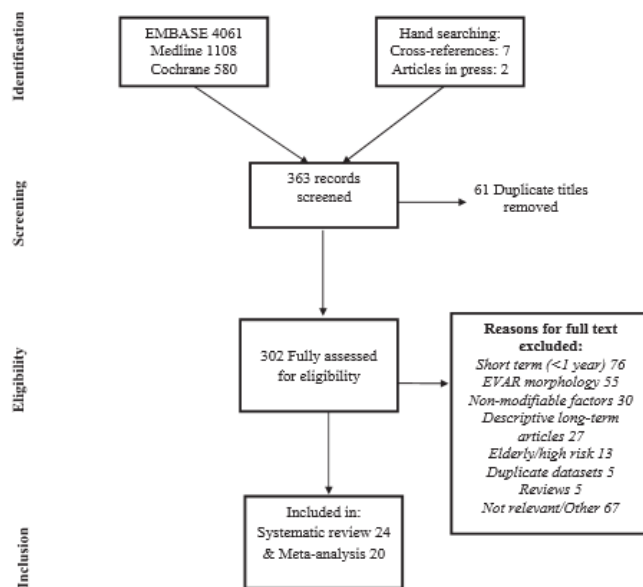 Identification
EMBASE 4061
Medline 1108
Cochrane 580
Hand searching:
Cross-references: 7
Articles in press: 2
Screening
363 records
screened
61 Duplicate titles
removed
Eligibility
302 Fully assessed
for eligibility
Reasons for full text
excluded:
Short term (<1 year) 76
EVAR morphology 55
Non-modifiable factors 30
Descriptive long-term
articles 27
Elderly/high risk 13
Duplicate datasets 5
Reviews 5
Not relevant/Other 67
Inclusion
Included in:
Systematic review 24
& Meta-analysis 20